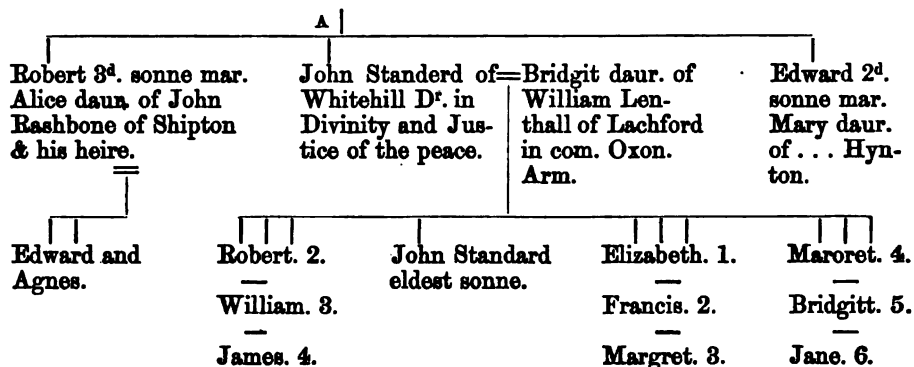 A
Robert 3d. sonne mar.
Alice daur. of John
Rashbone of Shipton
& his heire.
John Standerd of
Whitehill Dr. in
Divinity and Jus-
tice of the peace.
Bridgit daur. of
William Len-
thall of Lachford
in com. Oxon.
Arm.
Edward 2d.
sonne mar.
Mary daur.
of . . . Hyn-
ton.
Edward and
Agnes.
Robert. 2.
William. 3.
James. 4.
John Standard
eldest sonne.
Elizabeth. 1.
Francis. 2.
Margret. 3.
Maroret. 4.
Bridgitt. 5.
Jane. 6.